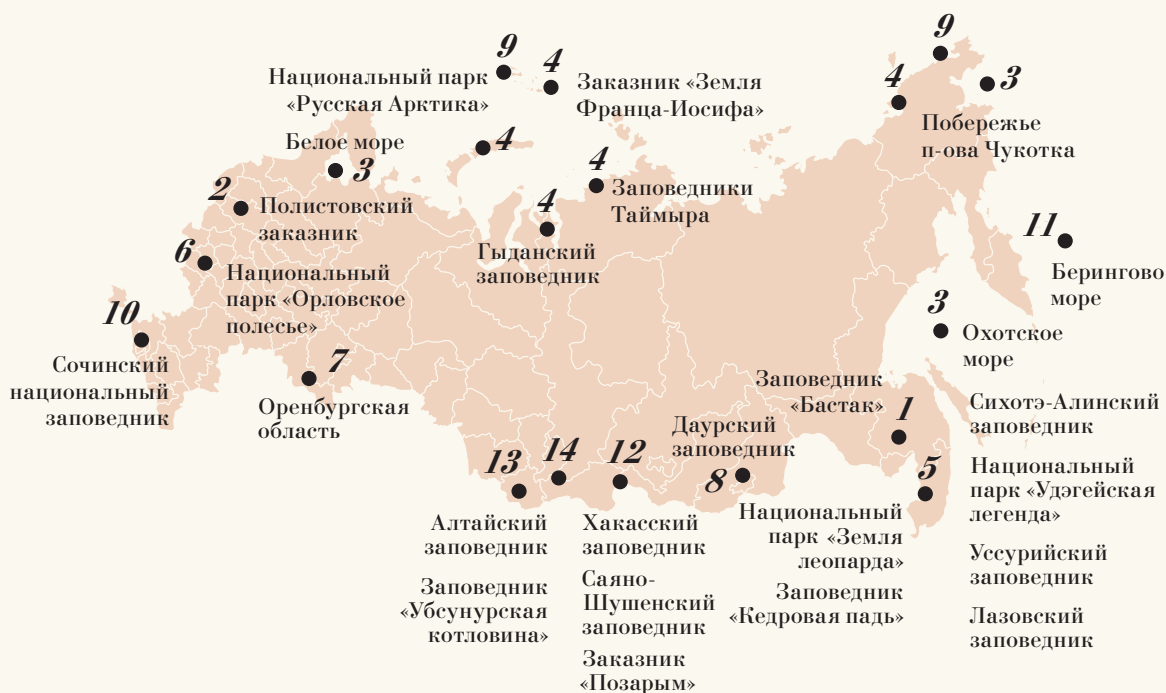 9
Национальный парк
«Русская Арктика»
4
Заказник «Земля
Франца-Иосифа»
9
4
3
Побережье
п-ова Чукотка
Белое море
3
4
4
Заповедники
Таймыра
2
Полистовский
заказник
4
Гыданский
заповедник
6
Национальный
парк «Орловское
полесье»
11
Берингово
море
10
Сочинский
национальный
заповедник
3
Охотское
море
7
Оренбургская
область
Заповедник
«Бастак»
1
Даурский
заповедник
8
Сихотэ-Алинский
заповедник
5
Национальный
парк «Удэгейская
легенда»
Уссурийский
заповедник
Лазовский
заповедник
13
14
12
Алтайский
заповедник
Заповедник
«Убсунурская
котловина»
Хакасский
заповедник
Саяно-
Шушенский
заповедник
Заказник
«Позарым»
Национальный
парк «Земля
леопарда»
Заповедник
«Кедровая падь»